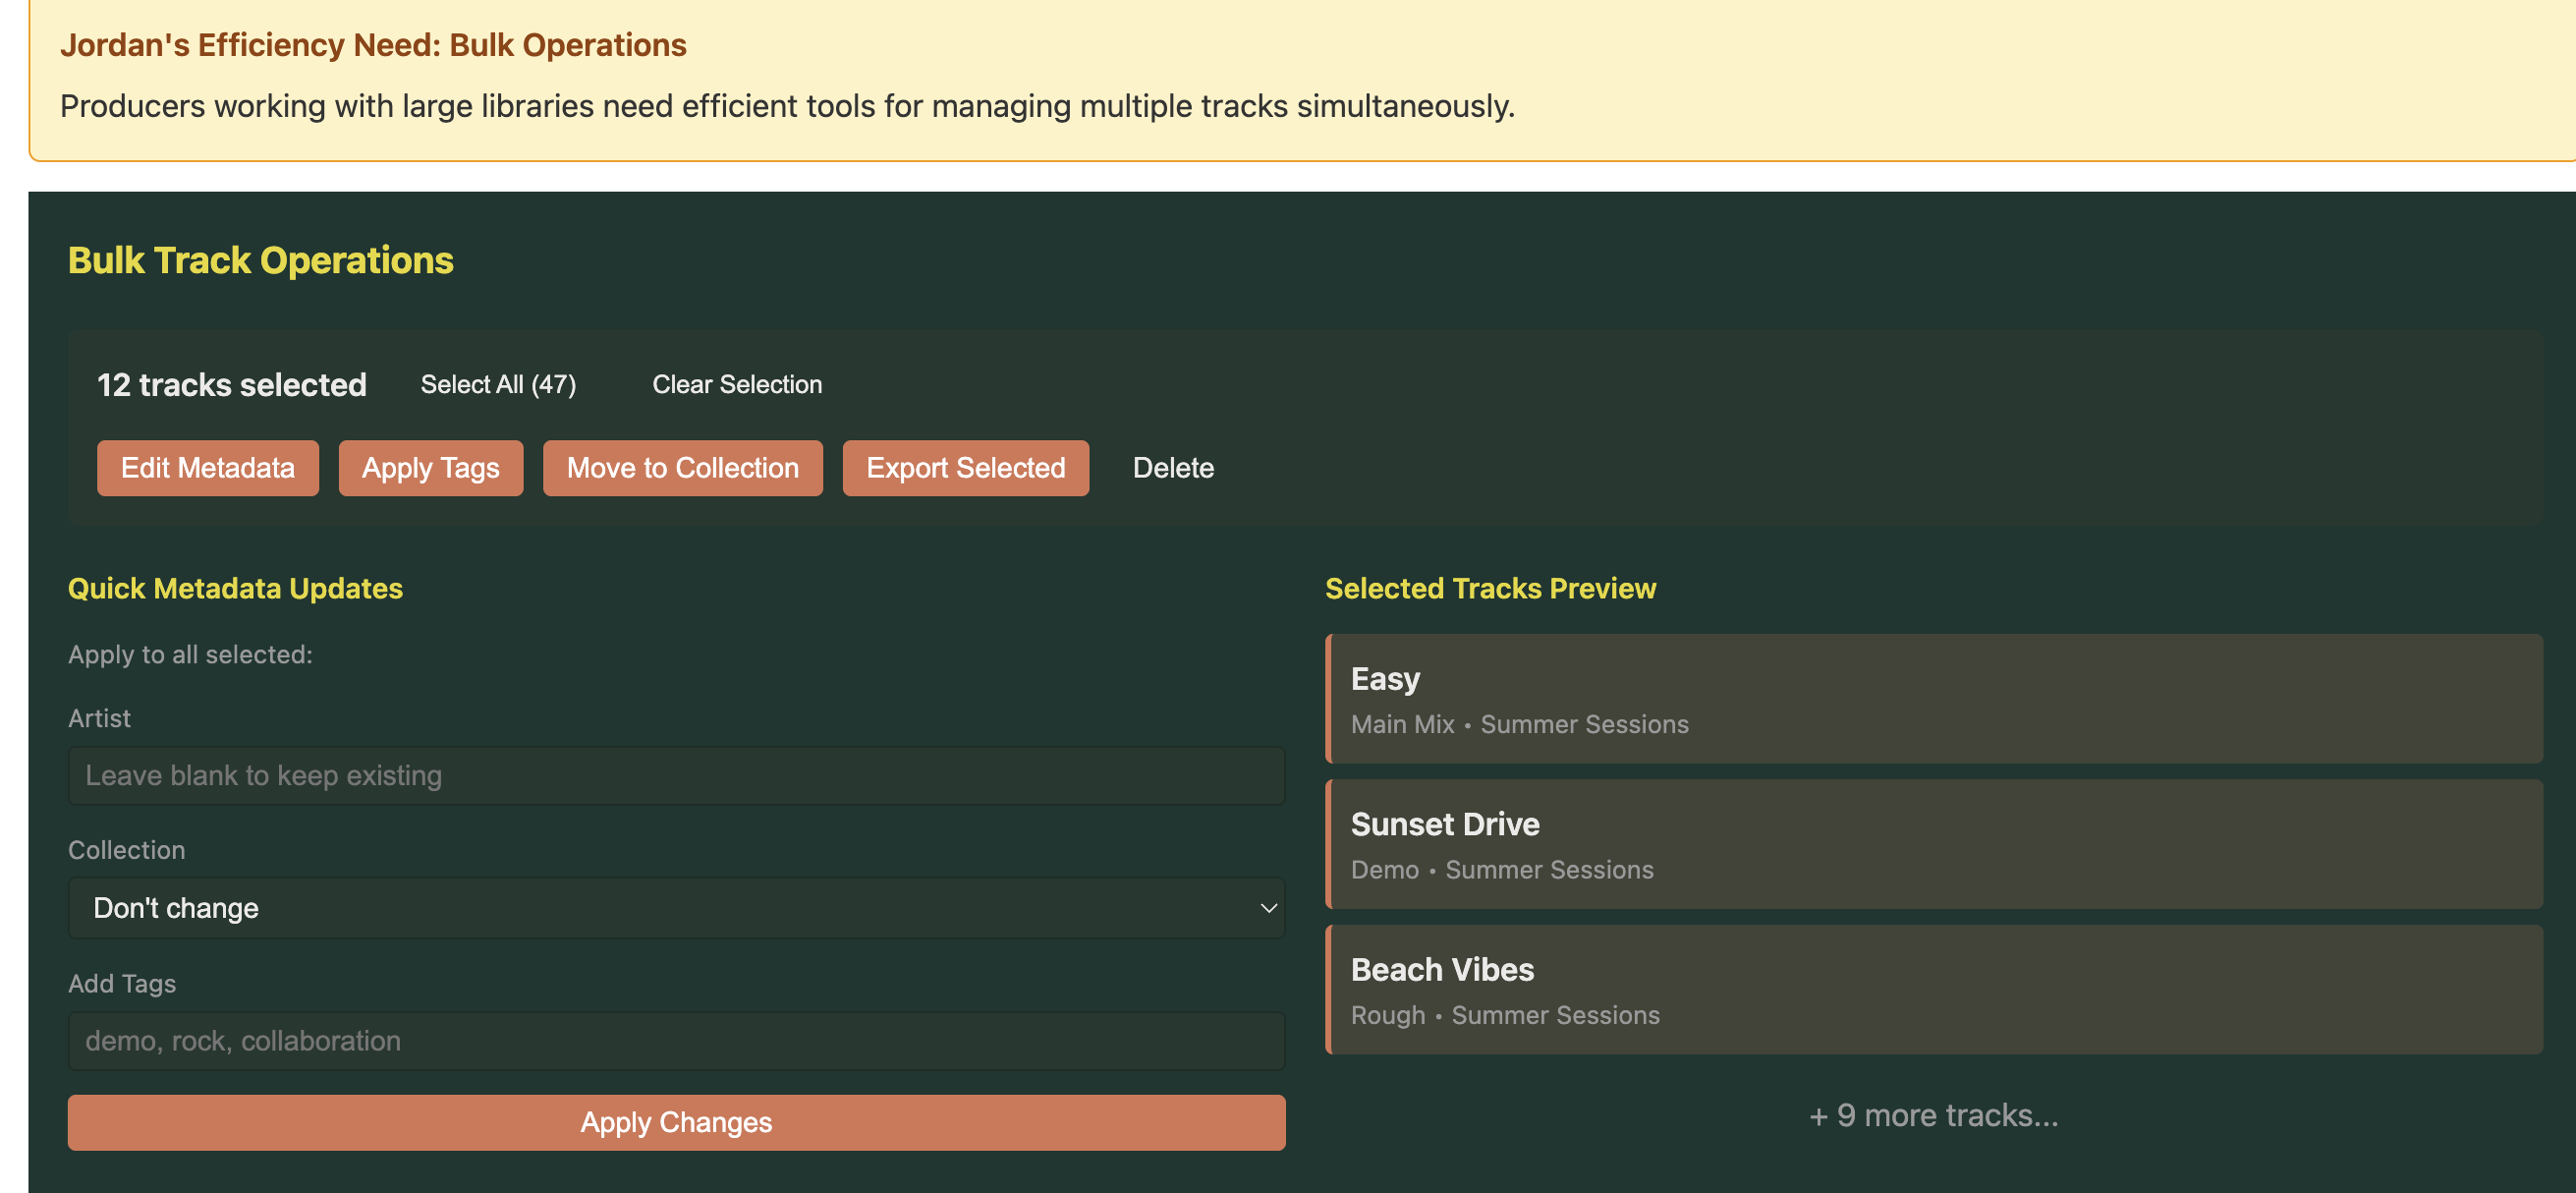 Jordan's Efficiency Need: Bulk Operations
Producers working with large libraries need efficient tools for managing multiple tracks simultaneously.
Bulk Track Operations
12 tracks selected Select All (47) Clear Selection
Edit Metadata Apply Tags Move to Collection Export Selected Delete
Quick Metadata Updates
Apply to all selected:
Artist
Leave blank to keep existing
Collection
Don't change
Add Tags
demo, rock, collaboration
Apply Changes
Selected Tracks Preview
Easy
Main Mix • Summer Sessions
Sunset Drive
Demo • Summer Sessions
Beach Vibes
Rough • Summer Sessions
+ 9 more tracks...